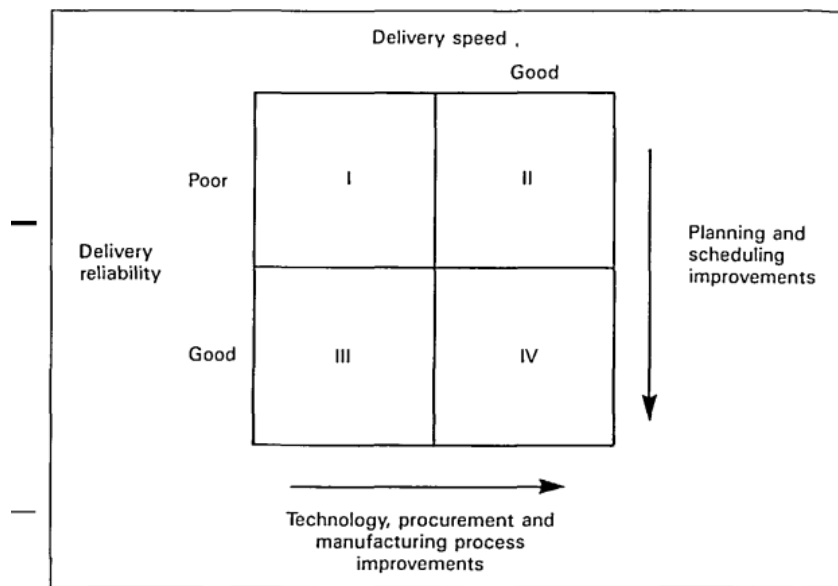 Delivery speed .
Good
Poor
I
II
Delivery
reliability
Planning and
scheduling
improvements
Good
III
IV
Technology, procurement and
manufacturing process
improvements